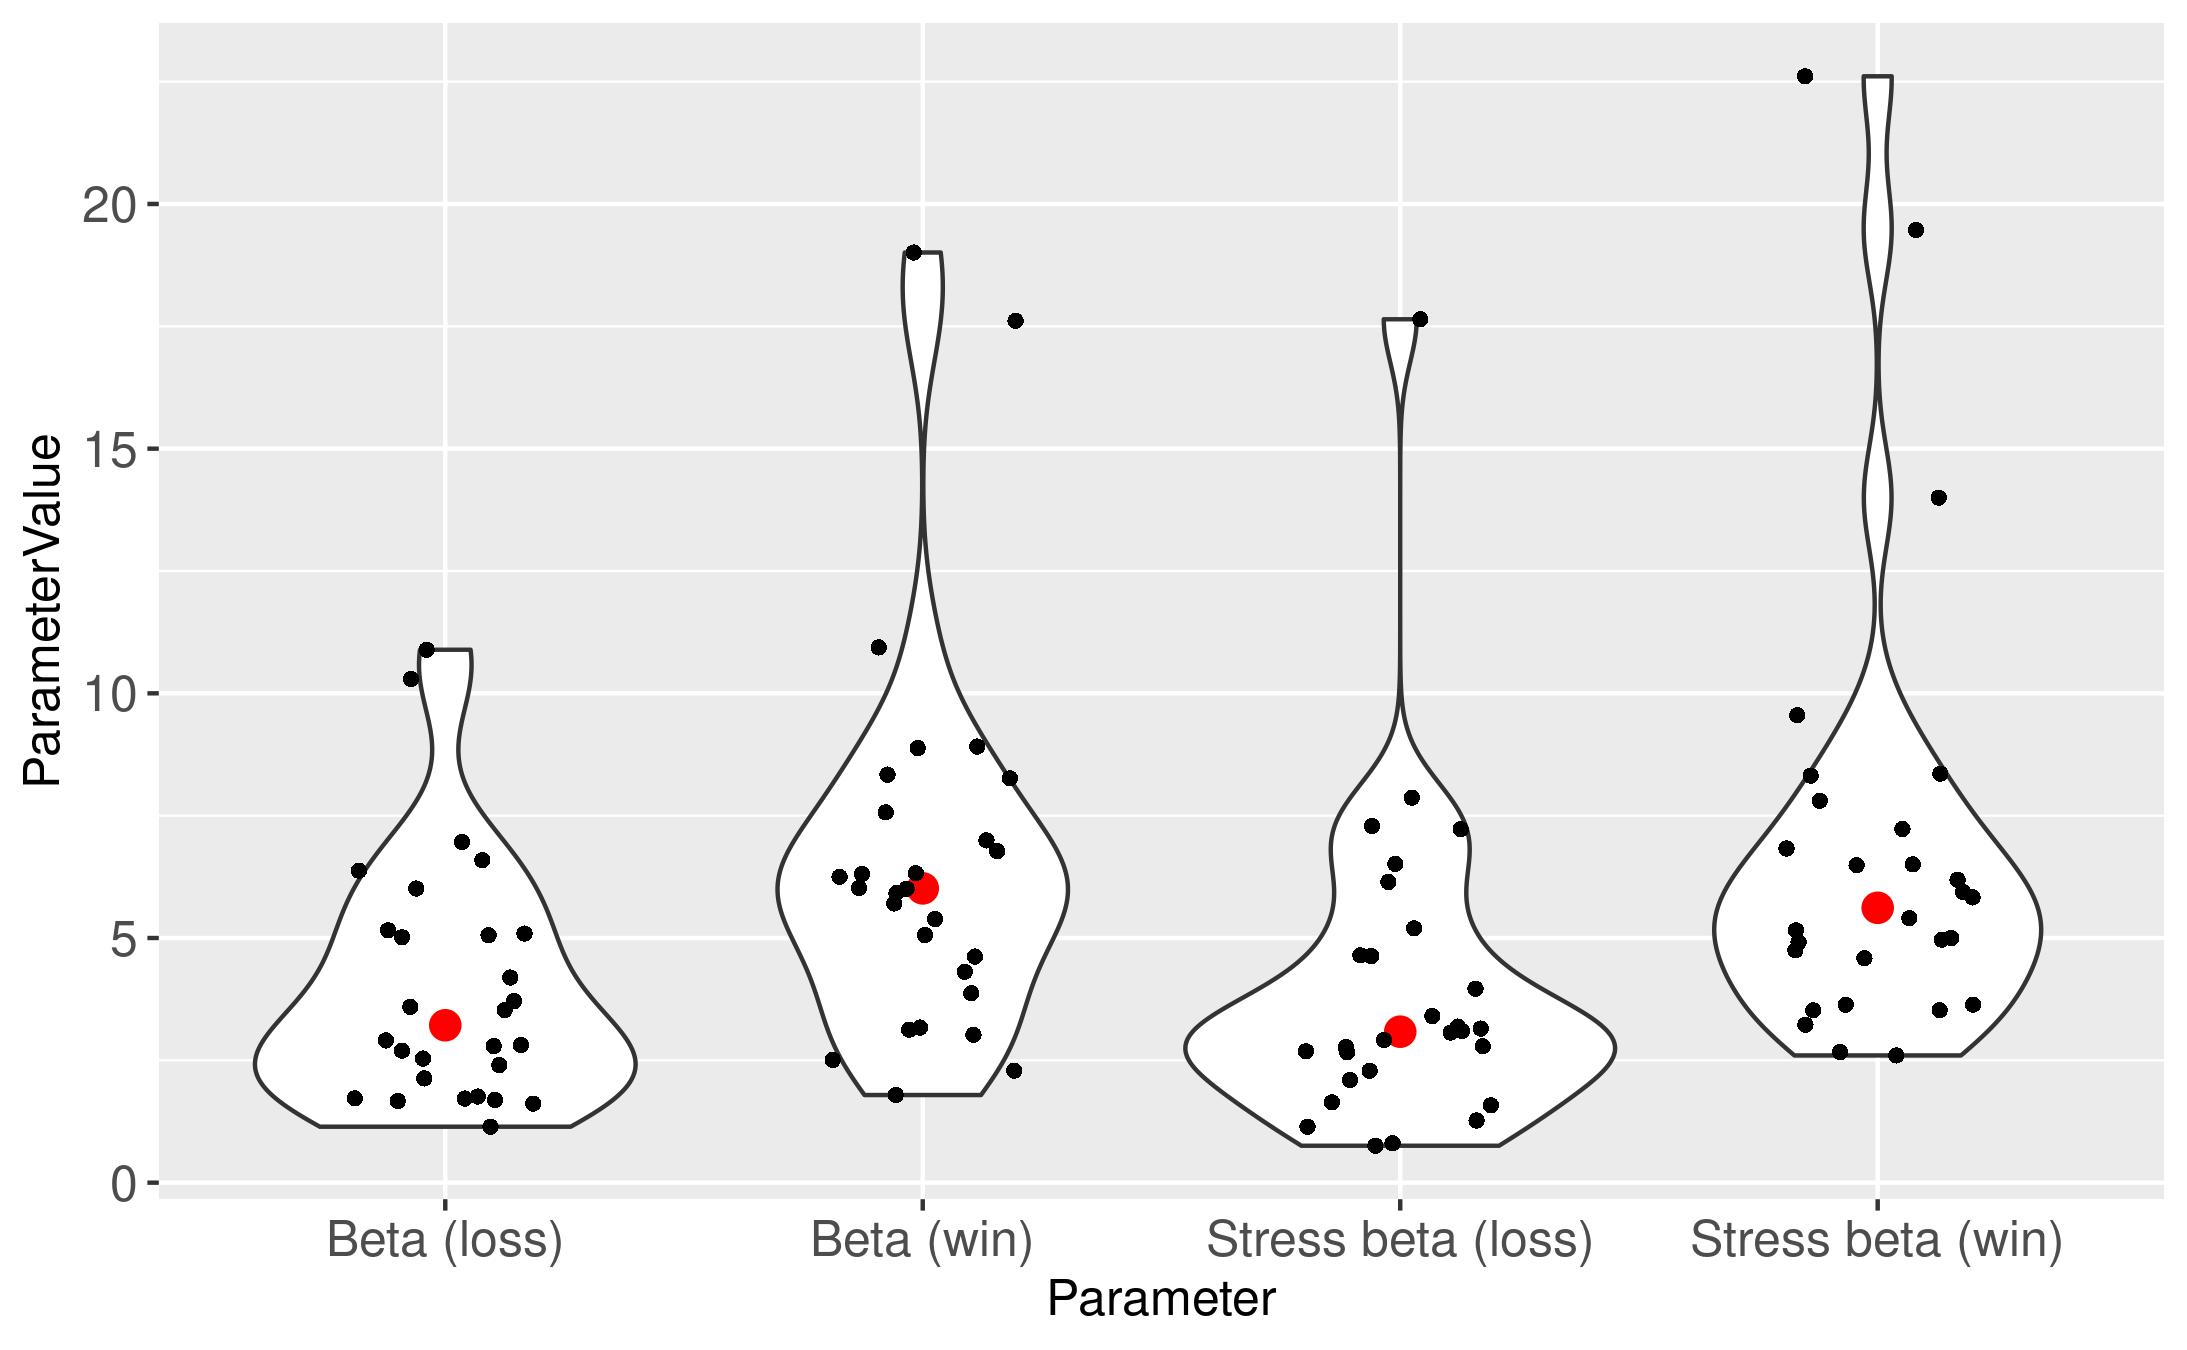 ParameterValue
20
15
10
5
0
Beta (loss) Beta (win) Stress beta (loss) Stress beta (win)
Parameter